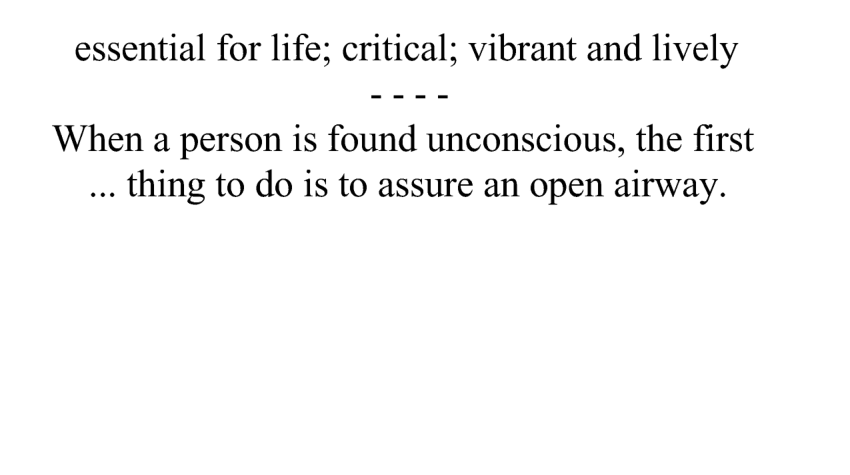 essential for life; critical; vibrant and lively
- - - -
When a person is found unconscious, the first
... thing to do is to assure an open airway.